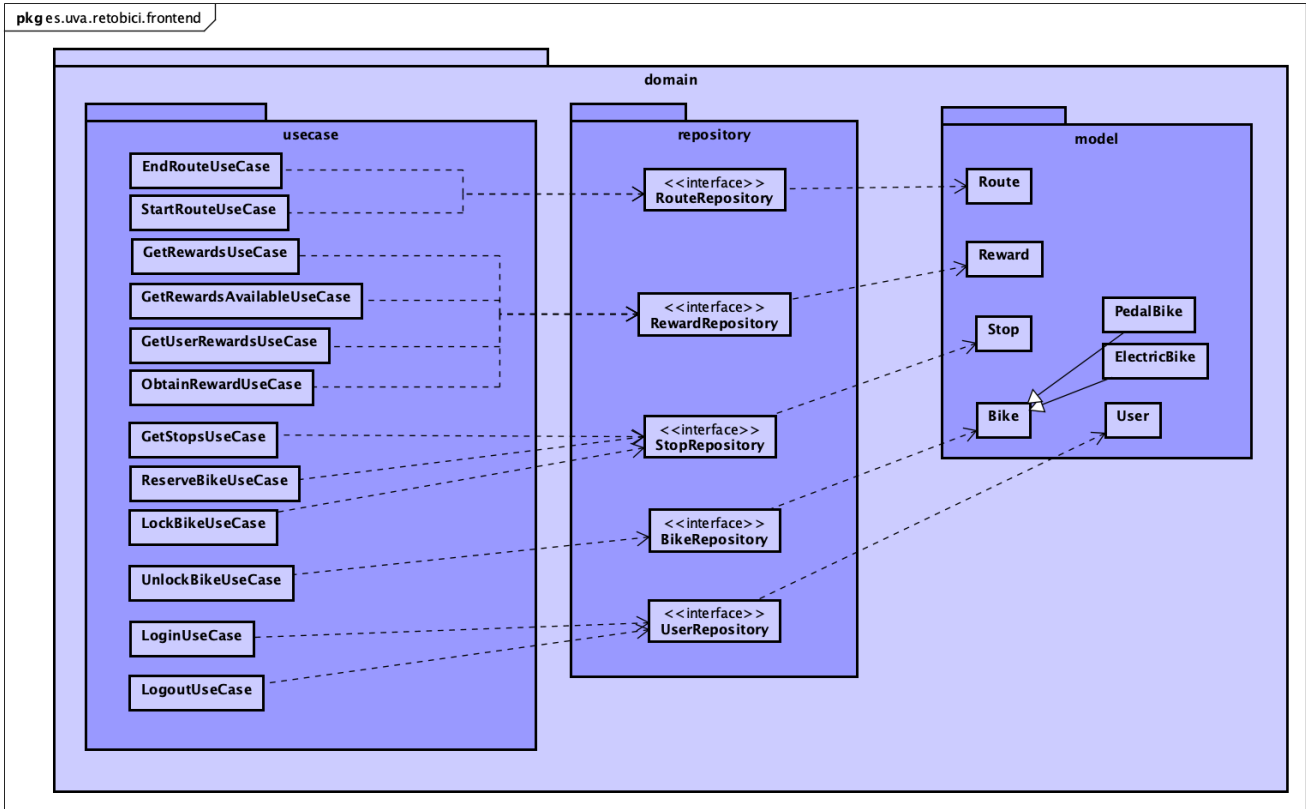 pkg es.uva.retobici.frontend
domain
usecase
EndRouteUseCase
StartRouteUseCase
GetRewardsUseCase
GetRewardsAvailableUseCase
GetUserRewardsUseCase
ObtainRewardUseCase
GetStopsUseCase
ReserveBikeUseCase
LockBikeUseCase
UnlockBikeUseCase
LoginUseCase
LogoutUseCase
repository
<<interface>>
RouteRepository
<<interface>>
RewardRepository
<<interface>>
StopRepository
<<interface>>
BikeRepository
<<interface>>
UserRepository
model
Route
Reward
Stop
PedalBike
ElectricBike
Bike
User